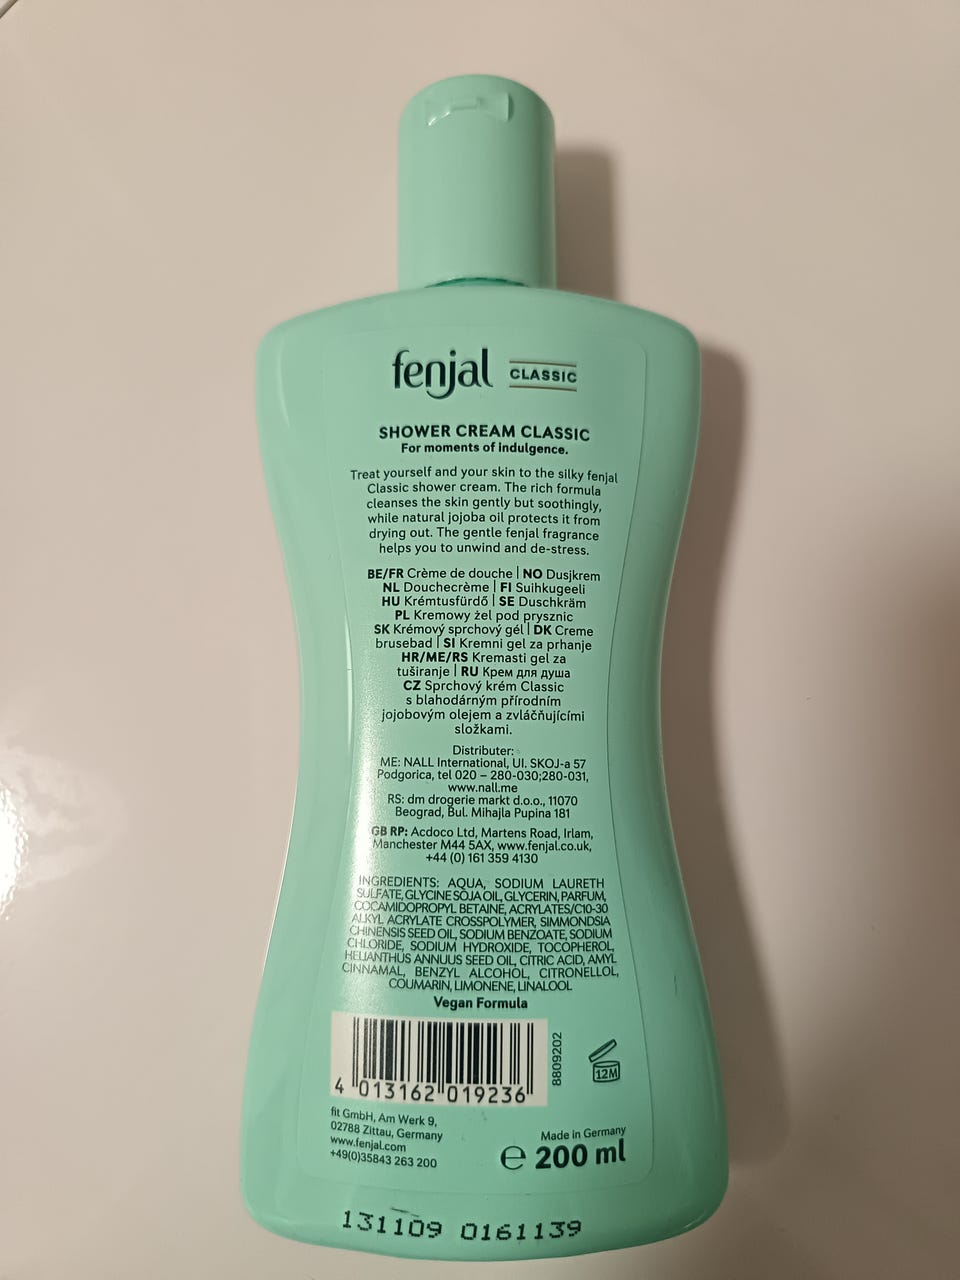 fenjal CLASSIC
SHOWER CREAM CLASSIC
For moments of indulgence.
Treat yourself and your skin to the silky fenjal
Classic shower cream. The rich formula
cleanses the skin gently but soothingly,
while natural jojoba oil protects it from
drying out. The gentle fenjal fragrance
helps you to unwind and de-stress.
BE/FR Crème de douche | NO Dusjkrem
NL Douchecrème | FI Suihkugeeli
HU Krémtusfürdő | SE Duschkräm
PL Kremowy żel pod prysznic
SK Krémový sprchový gél | DK Creme
brusebad | SI Kremni gel za prhanje
HR/ME/RS Kremasti gel za
tuširanje | RU Крем для душа
CZ Sprchový krém Classic
s blahodárným přírodním
jojobovým olejem a zvláčňujícími
složkami.
Distributer:
ME: NALL International, Ul. SKOJ-a 57
Podgorica, tel 020 – 280-030;280-031,
www.nall.me
RS: dm drogerie markt d.o.o., 11070
Beograd, Bul. Mihajla Pupina 181
GB RP: Acdoco Ltd, Martens Road, Irlam,
Manchester M44 5AX, www.fenjal.co.uk,
+44 (0) 161 359 4130
INGREDIENTS: AQUA, SODIUM LAURETH
SULFATE, GLYCINE SOJA OIL, GLYCERIN, PARFUM,
COCAMIDOPROPYL BETAINE, ACRYLATES/C10-30
ALKYL ACRYLATE CROSSPOLYMER, SIMMONDSIA
CHINENSIS SEED OIL, SODIUM BENZOATE, SODIUM
CHLORIDE, SODIUM HYDROXIDE, TOCOPHEROL,
HELIANTHUS ANNUUS SEED OIL, CITRIC ACID, AMYL
CINNAMAL, BENZYL ALCOHOL, CITRONELLOL,
COUMARIN, LIMONENE, LINALOOL
Vegan Formula
4 013162 019236
8809202
12M
fit GmbH, Am Werk 9,
02788 Zittau, Germany
www.fenjal.com
+49(0)35843 263 200
Made in Germany
e 200 ml
131109 0161139